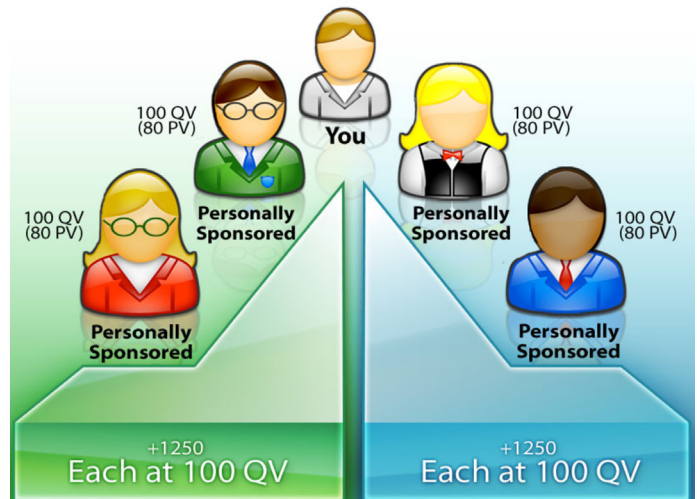 You
100 QV
(80 PV)
Personally
Sponsored
100 QV
(80 PV)
Personally
Sponsored
100 QV
(80 PV)
Personally
Sponsored
100 QV
(80 PV)
Personally
Sponsored
+1250
Each at 100 QV
+1250
Each at 100 QV